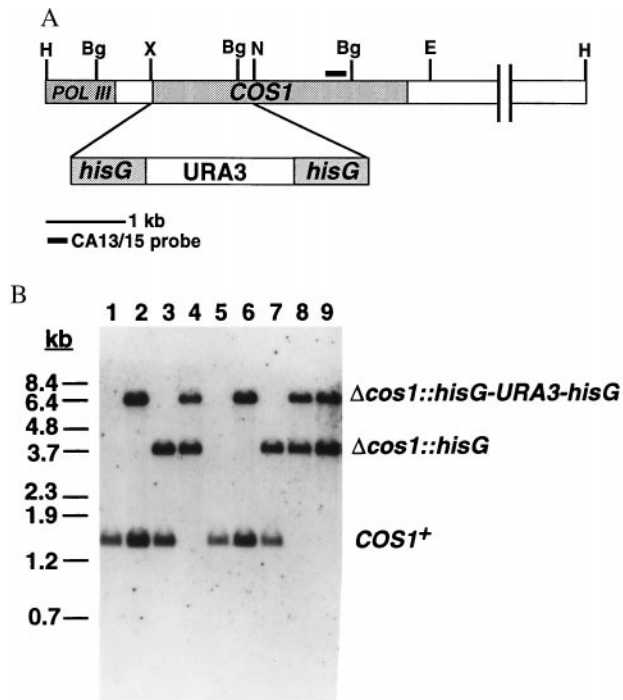 A
H Bg X Bg N Bg E H
POL III COS1
hisG URA3 hisG
1 kb
CA13/15 probe
B
1 2 3 4 5 6 7 8 9
kb
8.4
6.4
4.8
3.7
2.3
1.9
1.2
0.7
Δcos1::hisG-URA3-hisG
Δcos1::hisG
COS1+